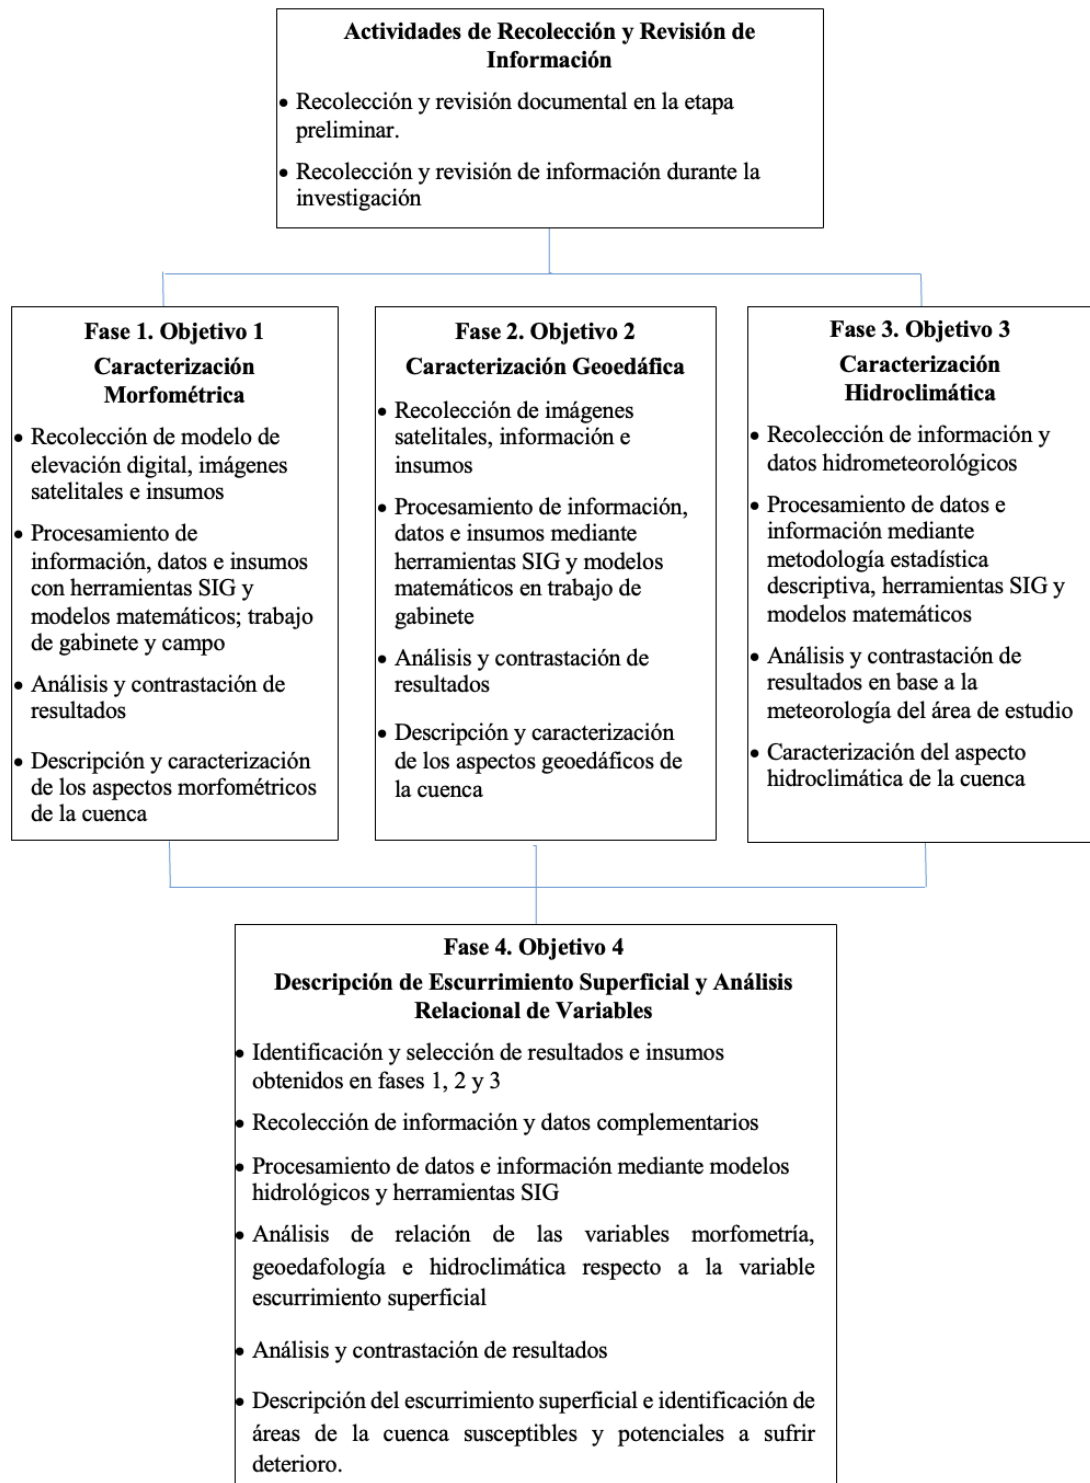 Actividades de Recolección y Revisión de
Información
• Recolección y revisión documental en la etapa
preliminar.
• Recolección y revisión de información durante la
investigación
Fase 1. Objetivo 1
Caracterización
Morfométrica
• Recolección de modelo de
elevación digital, imágenes
satelitales e insumos
• Procesamiento de
información, datos e insumos
con herramientas SIG y
modelos matemáticos; trabajo
de gabinete y campo
• Análisis y contrastación de
resultados
• Descripción y caracterización
de los aspectos morfométricos
de la cuenca
Fase 2. Objetivo 2
Caracterización Geoedáfica
• Recolección de imágenes
satelitales, información e
insumos
• Procesamiento de información,
datos e insumos mediante
herramientas SIG y modelos
matemáticos en trabajo de
gabinete
• Análisis y contrastación de
resultados
• Descripción y caracterización
de los aspectos geoedáficos de
la cuenca
Fase 3. Objetivo 3
Caracterización
Hidroclimática
• Recolección de información y
datos hidrometeorológicos
• Procesamiento de datos e
información mediante
metodología estadística
descriptiva, herramientas SIG y
modelos matemáticos
• Análisis y contrastación de
resultados en base a la
meteorología del área de estudio
• Caracterización del aspecto
hidroclimática de la cuenca
Fase 4. Objetivo 4
Descripción de Escurrimiento Superficial y Análisis
Relacional de Variables
• Identificación y selección de resultados e insumos
obtenidos en fases 1, 2 y 3
• Recolección de información y datos complementarios
• Procesamiento de datos e información mediante modelos
hidrológicos y herramientas SIG
• Análisis de relación de las variables morfometría,
geoedafología e hidroclimática respecto a la variable
escurrimiento superficial
• Análisis y contrastación de resultados
• Descripción del escurrimiento superficial e identificación de
áreas de la cuenca susceptibles y potenciales a sufrir
deterioro.